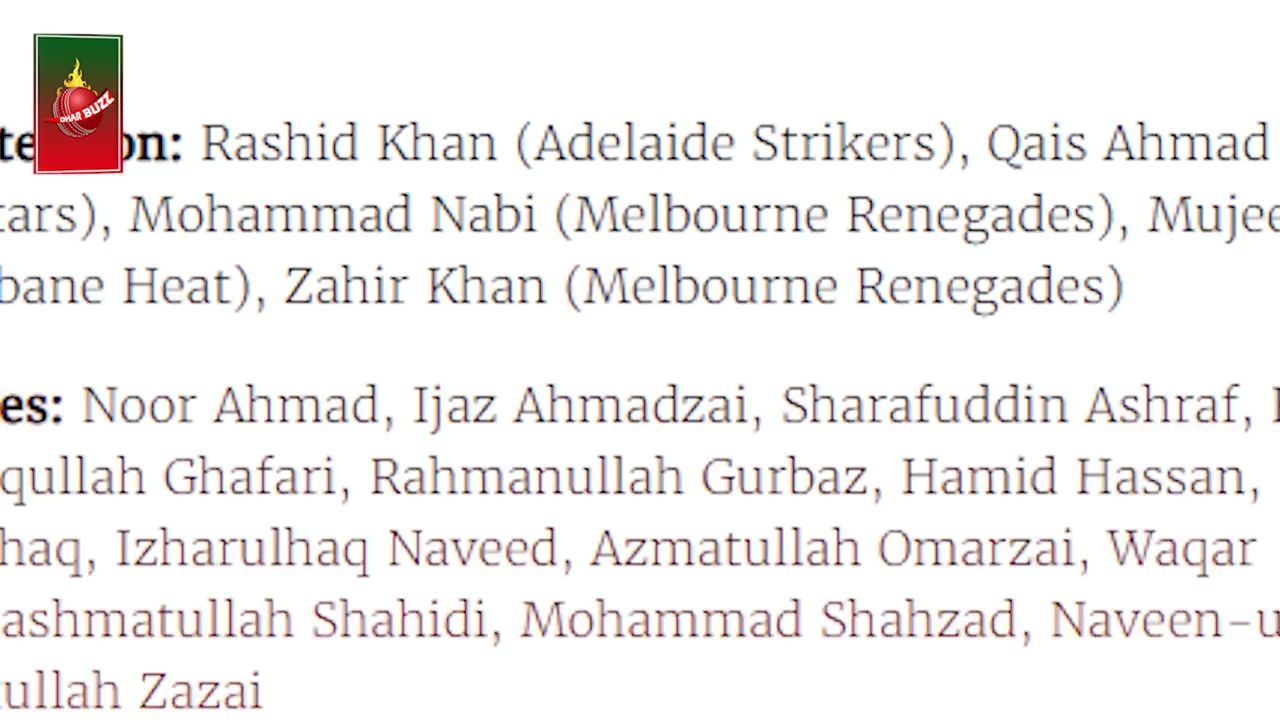 DHAR BUZZ
on: Rashid Khan (Adelaide Strikers), Qais Ahmad
tars), Mohammad Nabi (Melbourne Renegades), Mujee
bane Heat), Zahir Khan (Melbourne Renegades)
es: Noor Ahmad, Ijaz Ahmadzai, Sharafuddin Ashraf,
qullah Ghafari, Rahmanullah Gurbaz, Hamid Hassan,
haq, Izharulhaq Naveed, Azmatullah Omarzai, Waqar
ashmatullah Shahidi, Mohammad Shahzad, Naveen-u
ullah Zazai